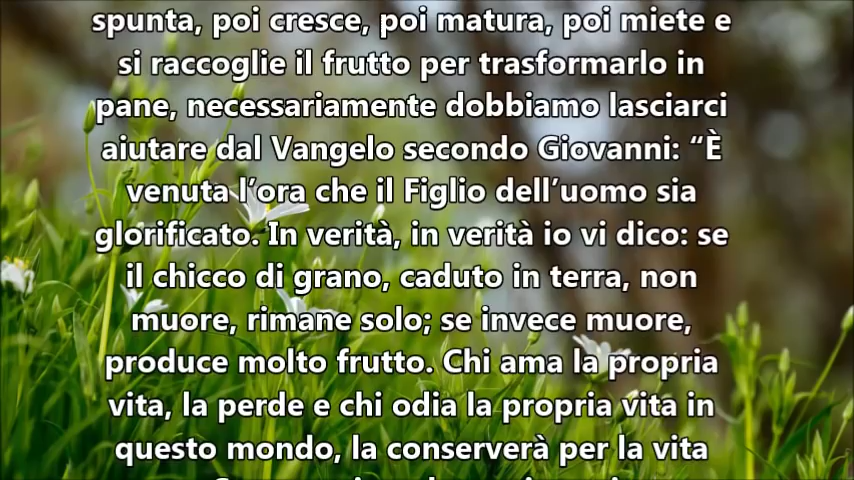 spunta, poi cresce, poi matura, poi miete e
si raccoglie il frutto per trasformarlo in
pane, necessariamente dobbiamo lasciarci
aiutare dal Vangelo secondo Giovanni: “È
venuta l’ora che il Figlio dell’uomo sia
glorificato. In verità, in verità io vi dico: se
il chicco di grano, caduto in terra, non
muore, rimane solo; se invece muore,
produce molto frutto. Chi ama la propria
vita, la perde e chi odia la propria vita in
questo mondo, la conserverà per la vita